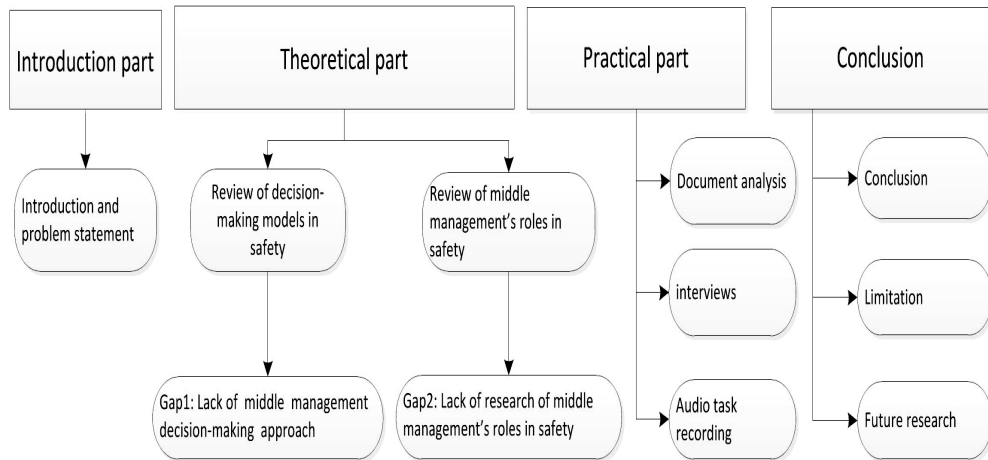 Introduction part
Theoretical part
Practical part
Conclusion
Introduction and
problem statement
Review of decision-
making models in
safety
Review of middle
management's roles in
safety
Gap1: Lack of middle management
decision-making approach
Gap2: Lack of research of middle
management's roles in safety
Document analysis
interviews
Audio task
recording
Conclusion
Limitation
Future research